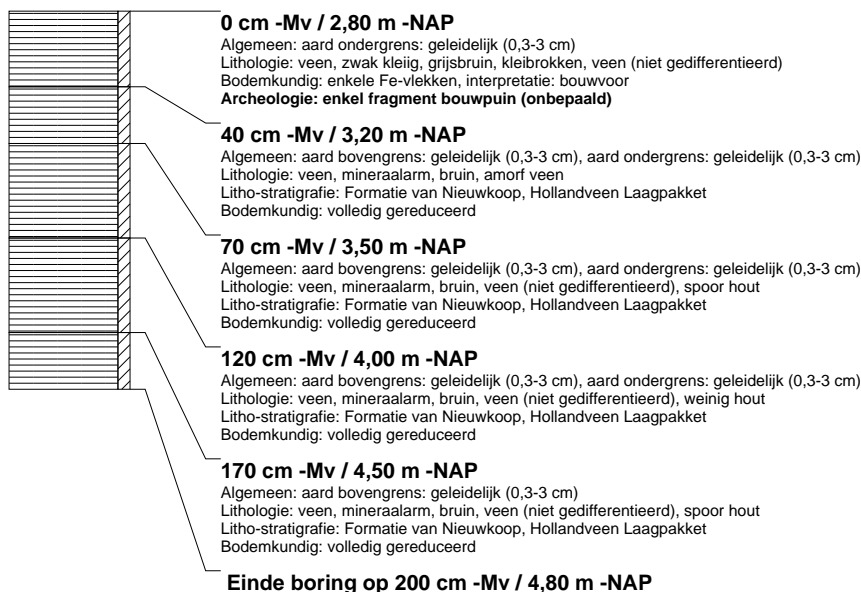 0 cm -Mv / 2,80 m -NAP
Algemeen: aard ondergrens: geleidelijk (0,3-3 cm)
Lithologie: veen, zwak kleiig, grijsbruin, kleibrokken, veen (niet gedifferentieerd)
Bodemkundig: enkele Fe-vlekken, interpretatie: bouwvoor
Archeologie: enkel fragment bouwpuin (onbepaald)
40 cm -Mv / 3,20 m -NAP
Algemeen: aard bovengrens: geleidelijk (0,3-3 cm), aard ondergrens: geleidelijk (0,3-3 cm)
Lithologie: veen, mineraalarm, bruin, amorf veen
Litho-stratigrafie: Formatie van Nieuwkoop, Hollandveen Laagpakket
Bodemkundig: volledig gereduceerd
70 cm -Mv / 3,50 m -NAP
Algemeen: aard bovengrens: geleidelijk (0,3-3 cm), aard ondergrens: geleidelijk (0,3-3 cm)
Lithologie: veen, mineraalarm, bruin, veen (niet gedifferentieerd), spoor hout
Litho-stratigrafie: Formatie van Nieuwkoop, Hollandveen Laagpakket
Bodemkundig: volledig gereduceerd
120 cm -Mv / 4,00 m -NAP
Algemeen: aard bovengrens: geleidelijk (0,3-3 cm), aard ondergrens: geleidelijk (0,3-3 cm)
Lithologie: veen, mineraalarm, bruin, veen (niet gedifferentieerd), weinig hout
Litho-stratigrafie: Formatie van Nieuwkoop, Hollandveen Laagpakket
Bodemkundig: volledig gereduceerd
170 cm -Mv / 4,50 m -NAP
Algemeen: aard bovengrens: geleidelijk (0,3-3 cm)
Lithologie: veen, mineraalarm, bruin, veen (niet gedifferentieerd), spoor hout
Litho-stratigrafie: Formatie van Nieuwkoop, Hollandveen Laagpakket
Bodemkundig: volledig gereduceerd
Einde boring op 200 cm -Mv / 4,80 m -NAP